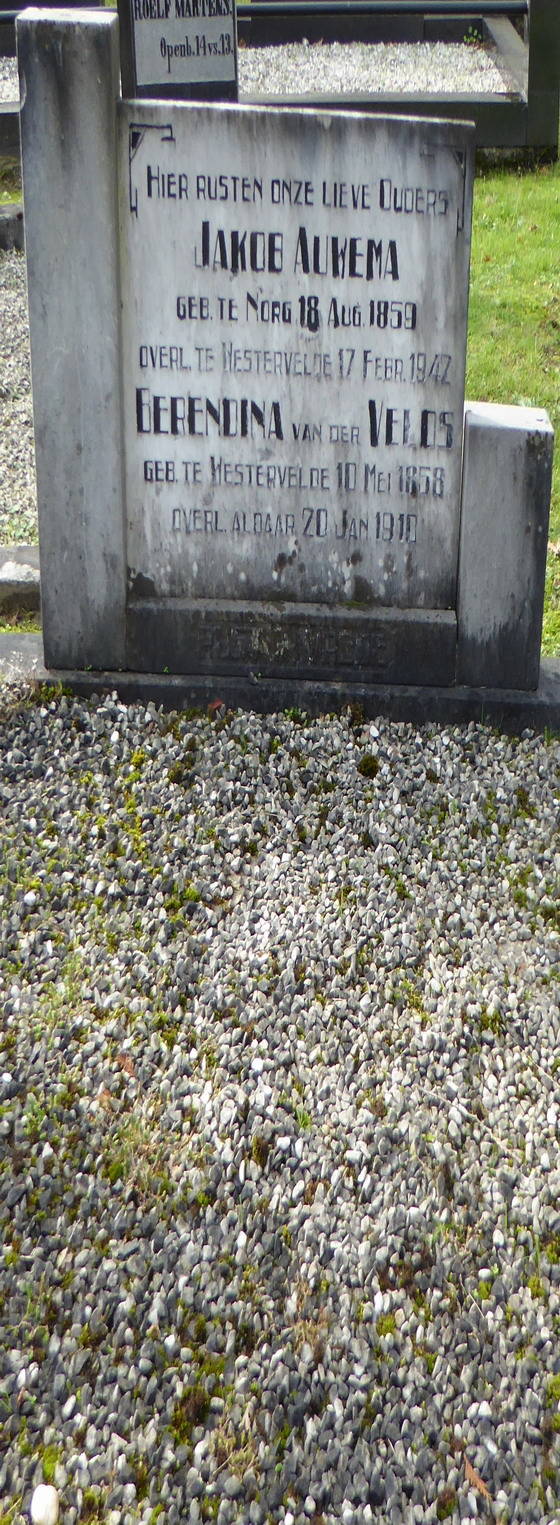 ROELF MARTENS.
Openb. 14 vs. 13.
HIER RUSTEN ONZE LIEVE OUDERS
JAKOB AUWEMA
GEB. TE NORG 18 AUG. 1859
OVERL. TE WESTERVELDE 17 FEBR. 1942
BERENDINA VAN DER VELDS
GEB. TE WESTERVELDE 10 MEI 1858
OVERL. ALDAAR 20 JAN 1910